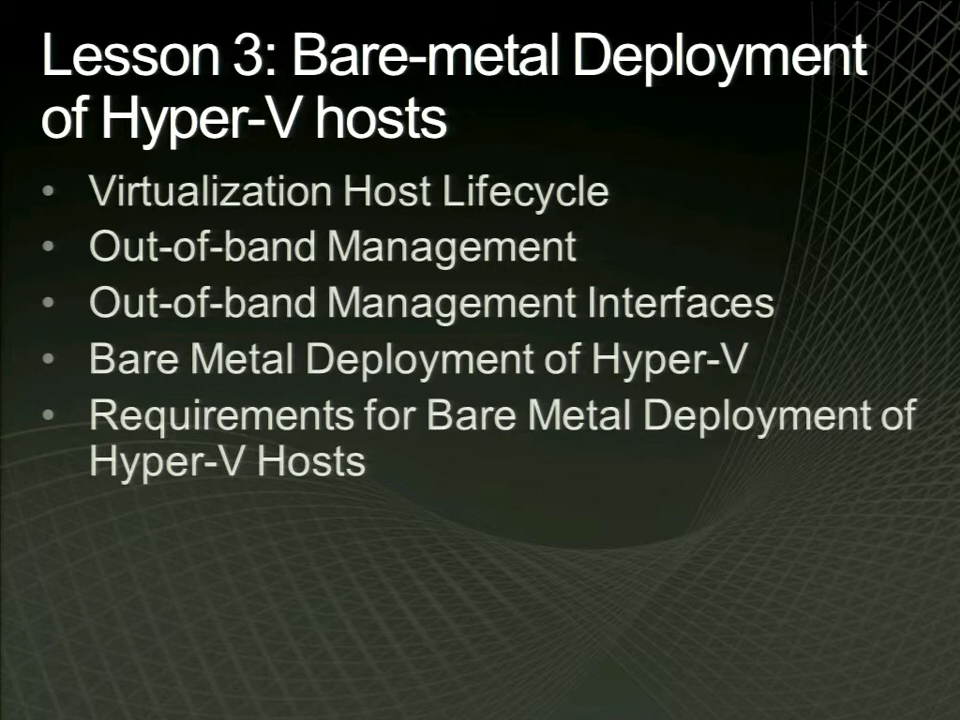 Lesson 3: Bare-metal Deployment
of Hyper-V hosts
• Virtualization Host Lifecycle
• Out-of-band Management
• Out-of-band Management Interfaces
• Bare Metal Deployment of Hyper-V
• Requirements for Bare Metal Deployment of
Hyper-V Hosts